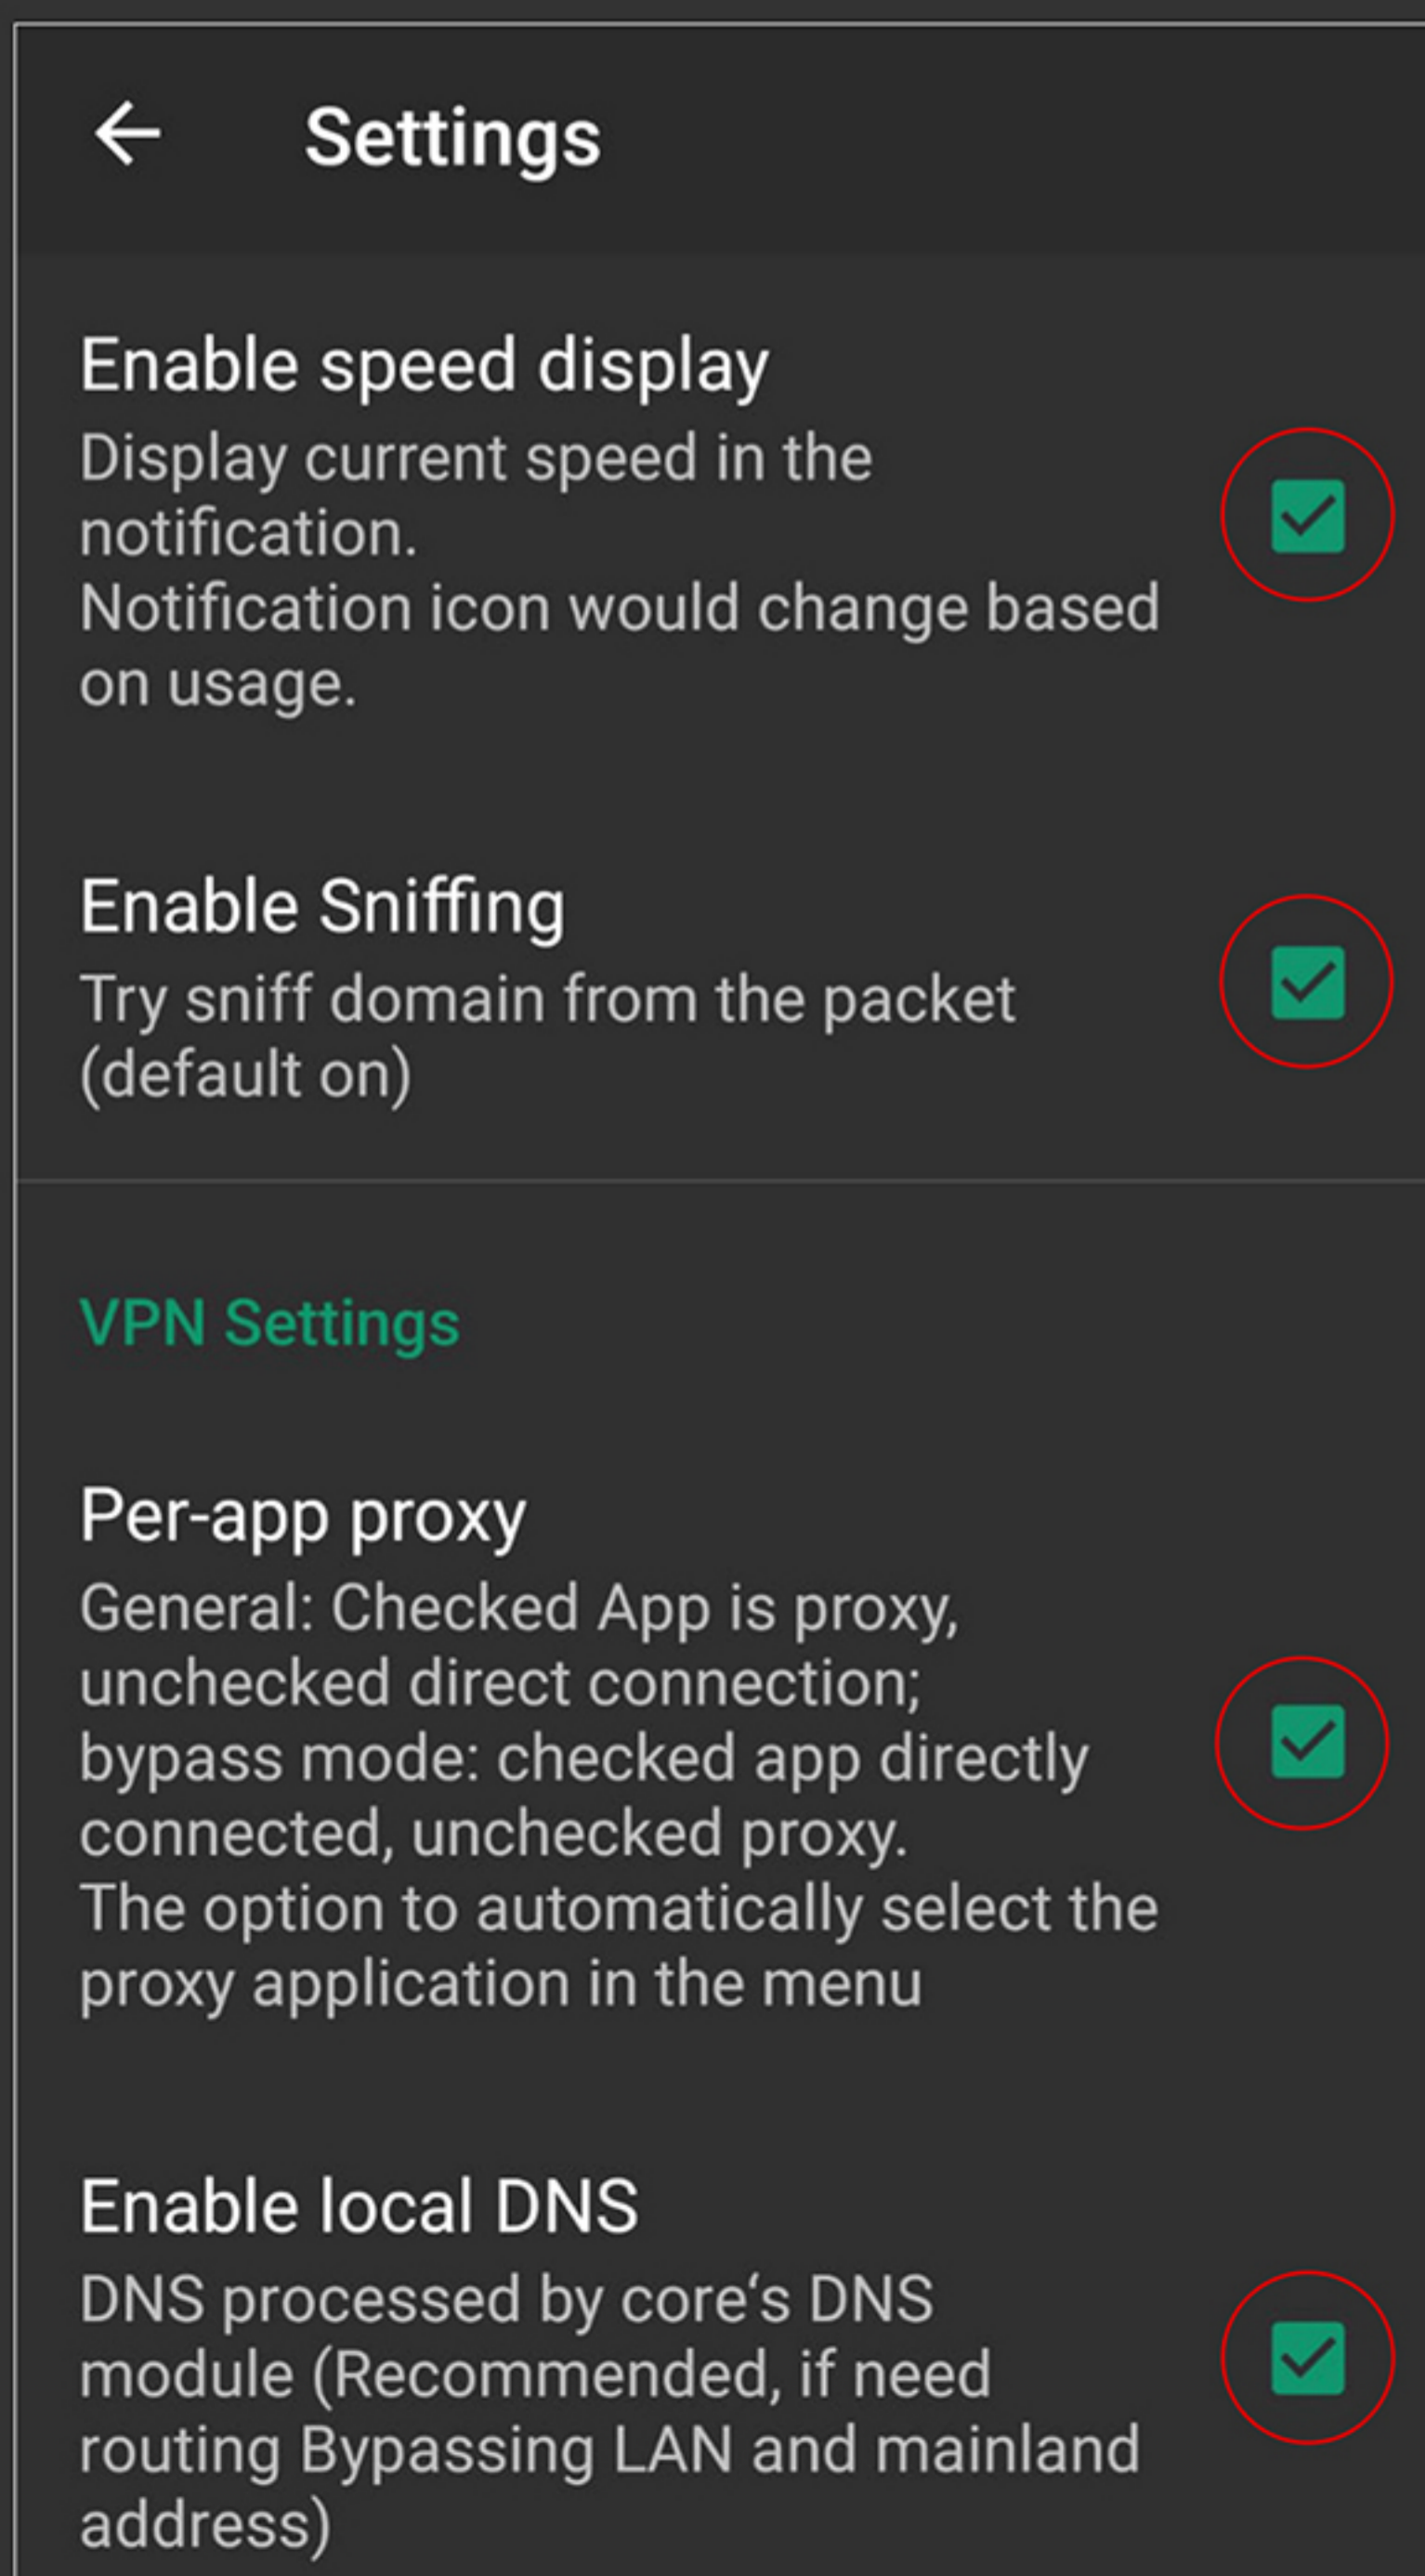 Settings
Enable speed display
Display current speed in the
notification.
Notification icon would change based
on usage.
Enable Sniffing
Try sniff domain from the packet
(default on)
VPN Settings
Per-app proxy
General: Checked App is proxy,
unchecked direct connection;
bypass mode: checked app directly
connected, unchecked proxy.
The option to automatically select the
proxy application in the menu
Enable local DNS
DNS processed by core‘s DNS
module (Recommended, if need
routing Bypassing LAN and mainland
address)